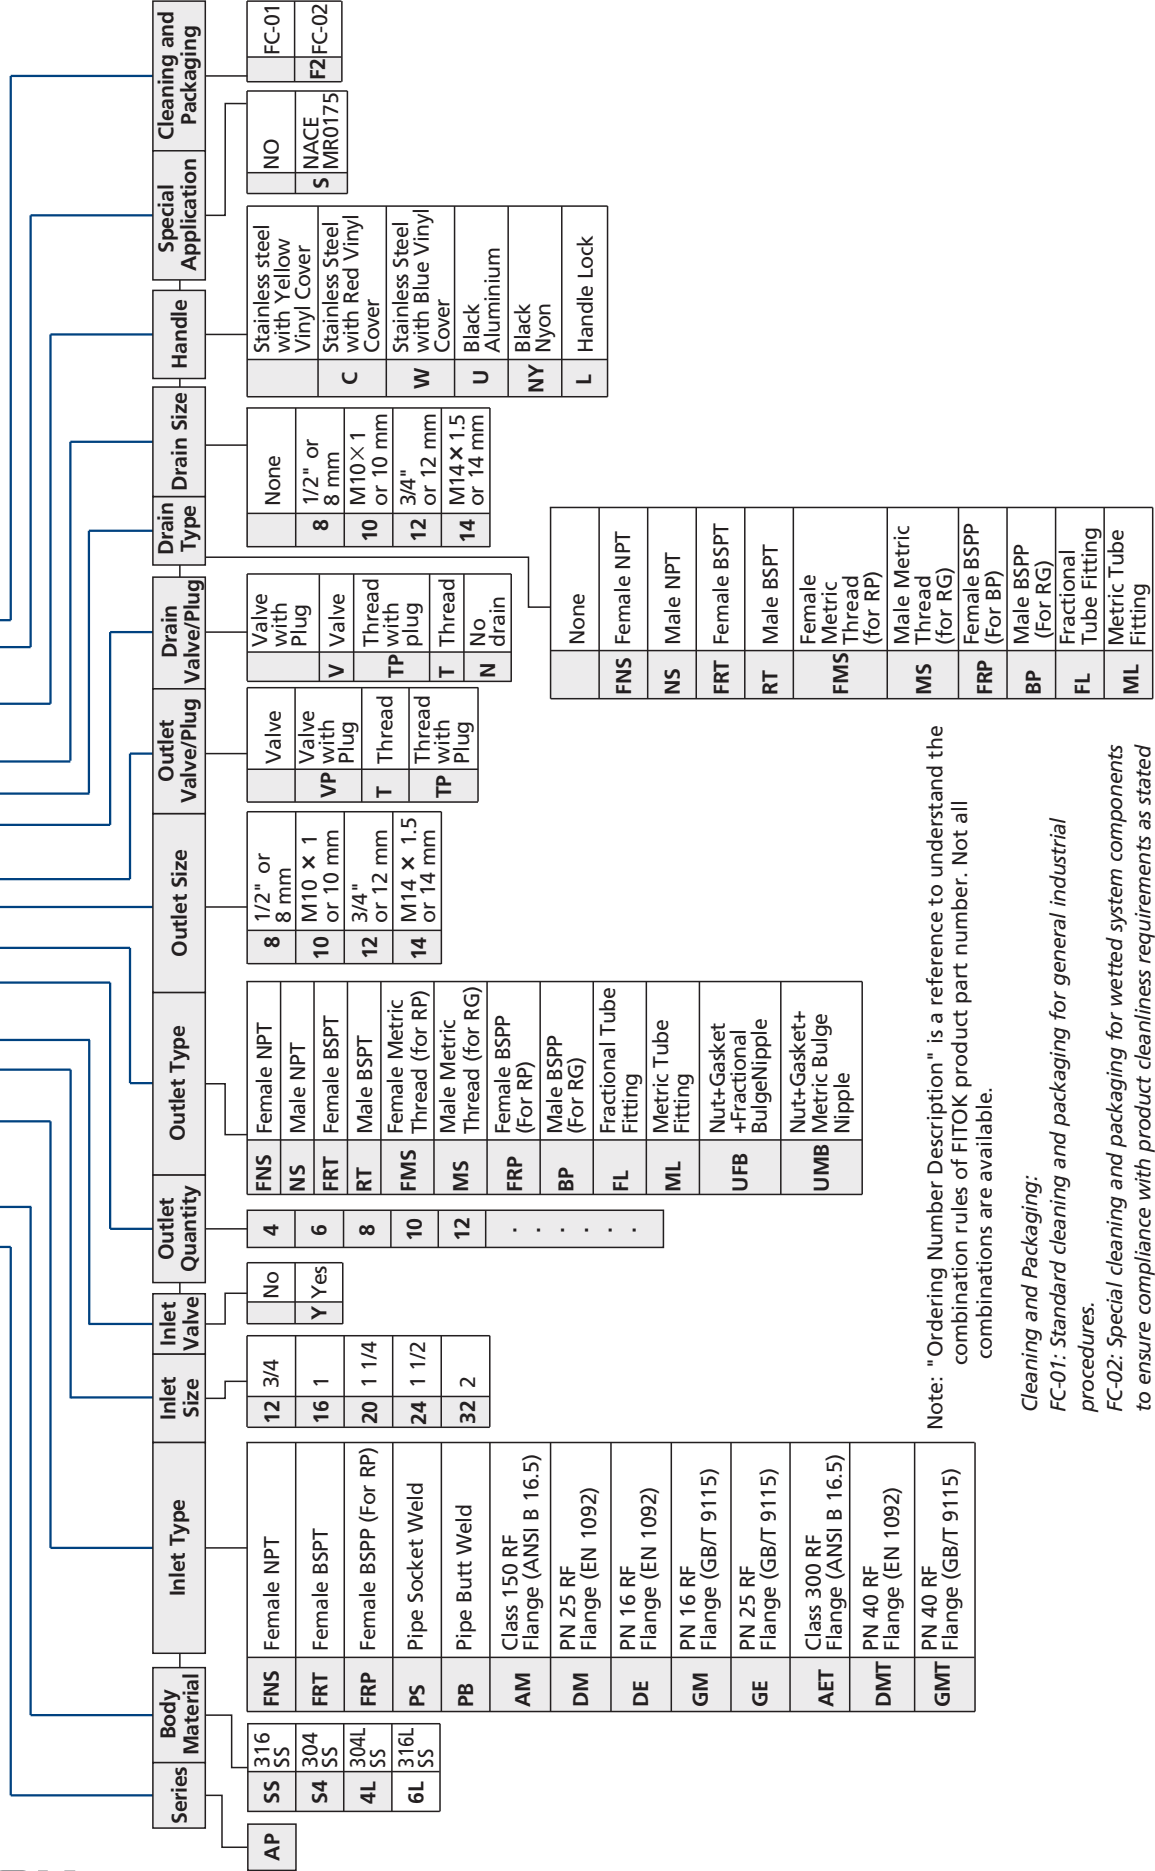 Series
Body
Material
Inlet Type
Inlet
Size
Inlet
Valve
Outlet
Quantity
Outlet Type
Outlet Size
Outlet
Valve/Plug
Drain
Valve/Plug
Drain
Type
Drain Size
Handle
Special
Application
Cleaning and
Packaging
AP
SS 316
SS
S4 304
SS
4L 304L
SS
6L 316L
SS
FNS Female NPT
FRT Female BSPT
FRP Female BSPP (For RP)
PS Pipe Socket Weld
PB Pipe Butt Weld
AM Class 150 RF
Flange (ANSI B 16.5)
DM PN 25 RF
Flange (EN 1092)
DE PN 16 RF
Flange (EN 1092)
GM PN 16 RF
Flange (GB/T 9115)
GE PN 25 RF
Flange (GB/T 9115)
AET Class 300 RF
Flange (ANSI B 16.5)
DMT PN 40 RF
Flange (EN 1092)
GMT PN 40 RF
Flange (GB/T 9115)
12 3/4
16 1
20 1 1/4
24 1 1/2
32 2
No
Y Yes
4
6
8
10
12
. . . . . .
FNS Female NPT
NS Male NPT
FRT Female BSPT
RT Male BSPT
FMS Female Metric
Thread (for RP)
MS Male Metric
Thread (for RG)
FRP Female BSPP
(For RP)
BP Male BSPP
(For RG)
FL Fractional Tube
Fitting
ML Metric Tube
Fitting
UFB Nut+Gasket
+Fractional
BulgeNipple
UMB Nut+Gasket+
Metric Bulge
Nipple
8 1/2" or
8 mm
10 M10 × 1
or 10 mm
12 3/4"
or 12 mm
14 M14 × 1.5
or 14 mm
Valve
VP Valve
with
Plug
T Thread
TP Thread
with
Plug
Valve
with
Plug
V Valve
TP Thread
with
plug
T Thread
N No
drain
None
FNS Female NPT
NS Male NPT
FRT Female BSPT
RT Male BSPT
FMS Female
Metric
Thread
(for RP)
MS Male Metric
Thread
(for RG)
FRP Female BSPP
(For BP)
BP Male BSPP
(For RG)
FL Fractional
Tube Fitting
ML Metric Tube
Fitting
None
8 1/2" or
8 mm
10 M10×1
or 10 mm
12 3/4"
or 12 mm
14 M14×1.5
or 14 mm
Stainless steel
with Yellow
Vinyl Cover
C Stainless Steel
with Red Vinyl
Cover
W Stainless Steel
with Blue Vinyl
Cover
U Black
Aluminium
NY Black
Nyon
L Handle Lock
NO
S NACE
MR0175
FC-01
F2 FC-02
Note: "Ordering Number Description" is a reference to understand the
combination rules of FITOK product part number. Not all
combinations are available.
Cleaning and Packaging:
FC-01: Standard cleaning and packaging for general industrial
procedures.
FC-02: Special cleaning and packaging for wetted system components
to ensure compliance with product cleanliness requirements as stated